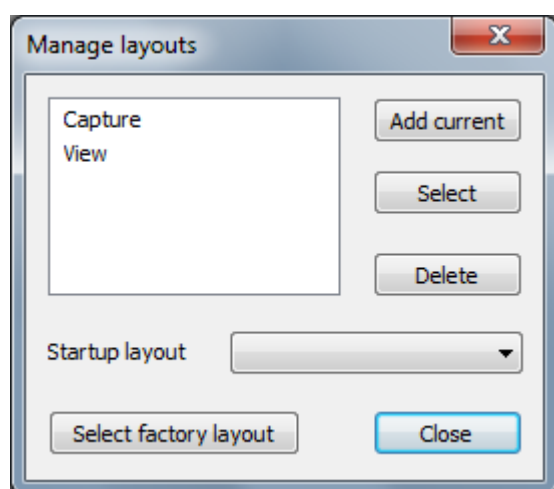 Manage layouts
Capture
View
Add current
Select
Delete
Startup layout
Select factory layout
Close